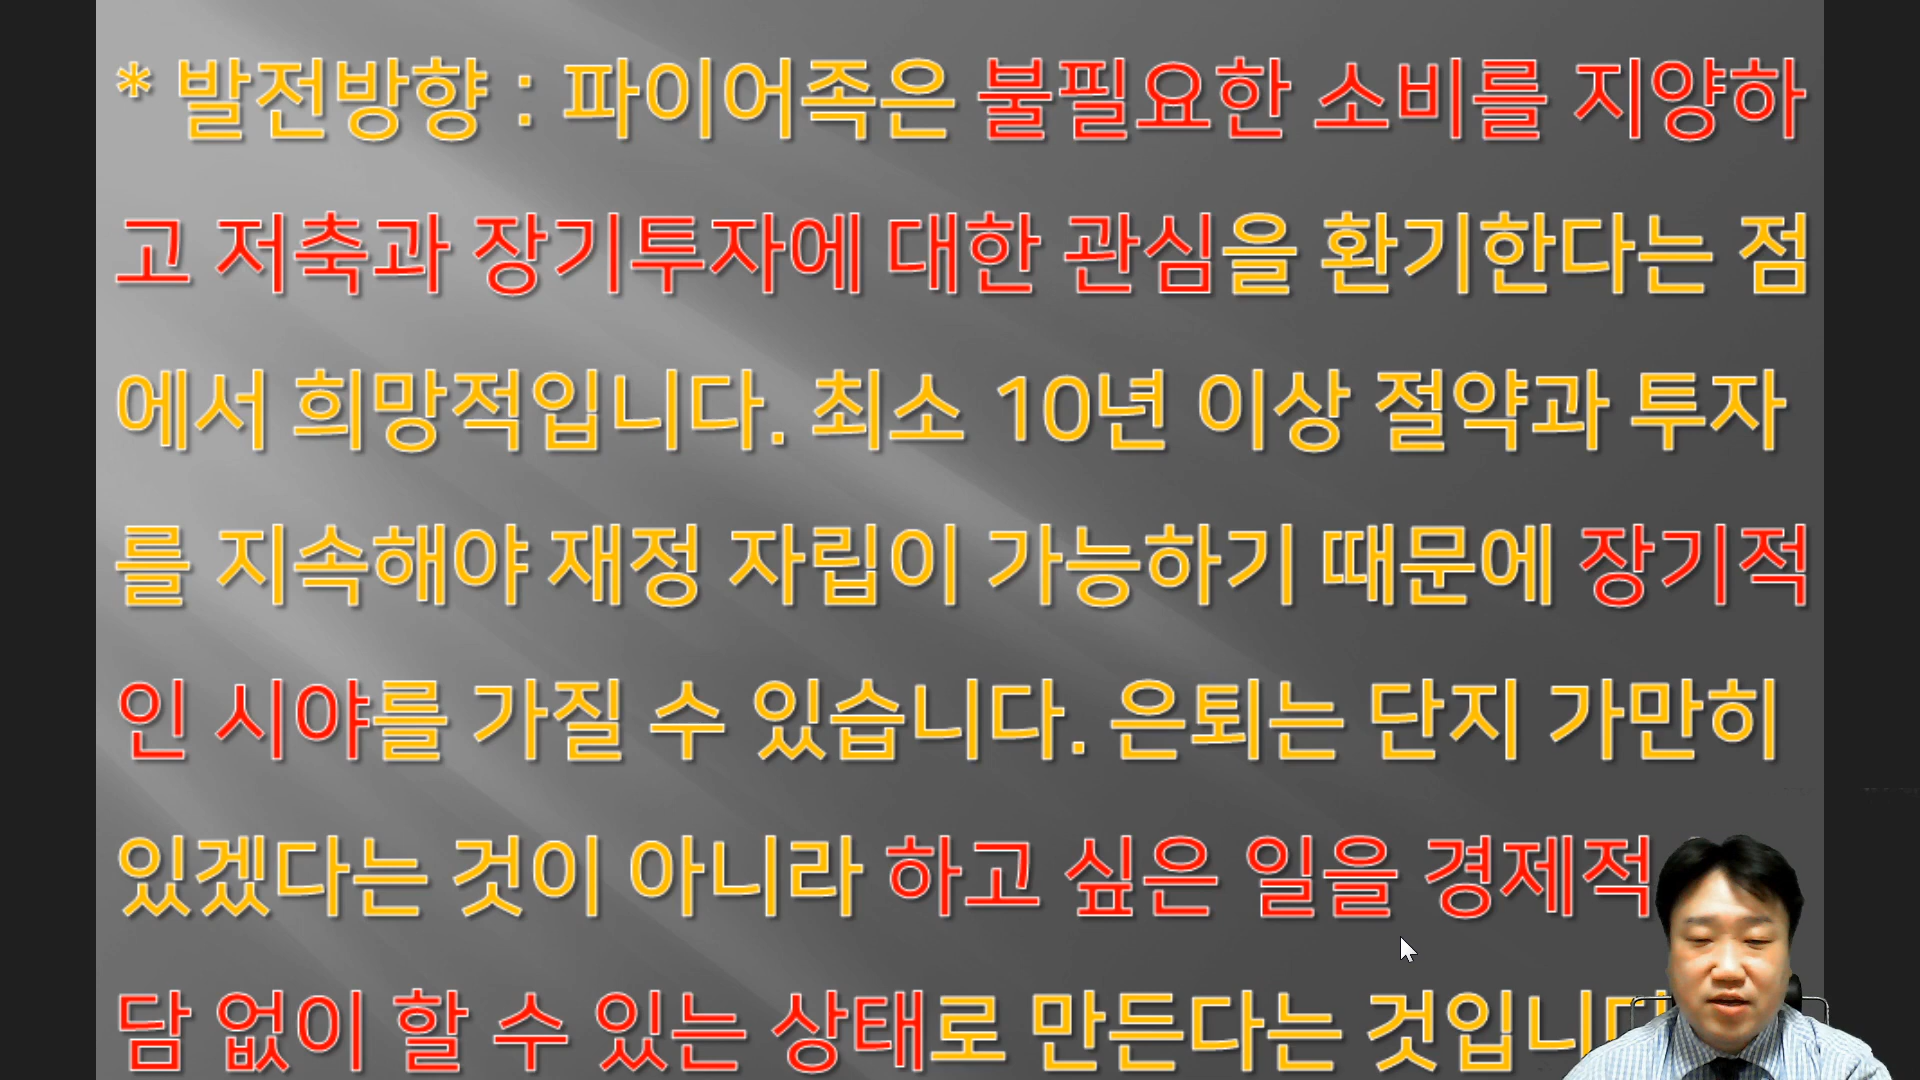 * 발전방향 : 파이어족은 불필요한 소비를 지양하
고 저축과 장기투자에 대한 관심을 환기한다는 점
에서 희망적입니다. 최소 10년 이상 절약과 투자
를 지속해야 재정 자립이 가능하기 때문에 장기적
인 시야를 가질 수 있습니다. 은퇴는 단지 가만히
있겠다는 것이 아니라 하고 싶은 일을 경제적
담 없이 할 수 있는 상태로 만든다는 것입니다